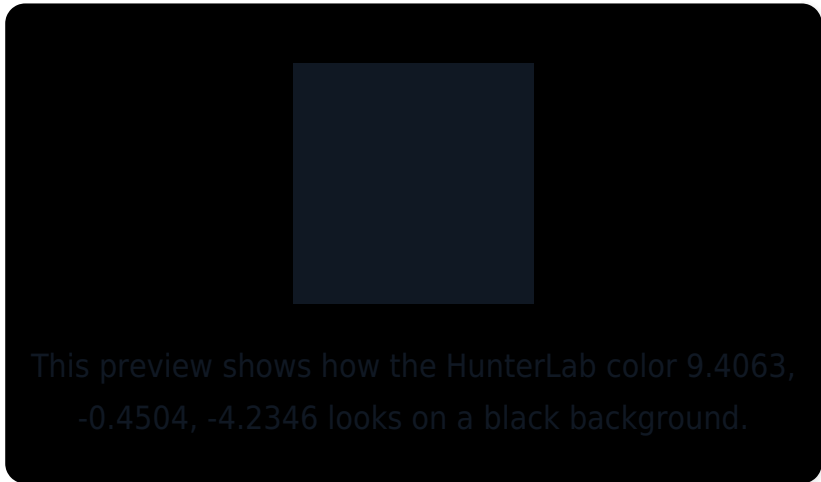 This preview shows how the HunterLab color 9.4063,
-0.4504, -4.2346 looks on a black background.